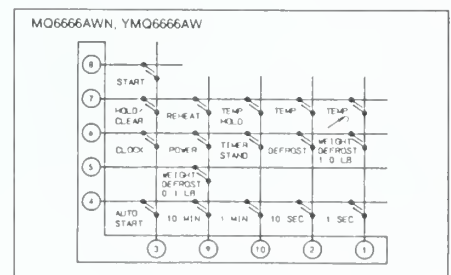 MQ6666AWN, YMQ6666AW
8
START
7
HOLD/
CLEAR
REHEAT
TEMP
HOLD
TEMP
TEMP
6
CLOCK
POWER
TIMER
STAND
DEFROST
WEIGHT
DEFROST
1 0 LB
5
WEIGHT
DEFROST
0 1 LB
4
AUTO
START
10 MIN
1 MIN
10 SEC
1 SEC
3
9
10
2
1